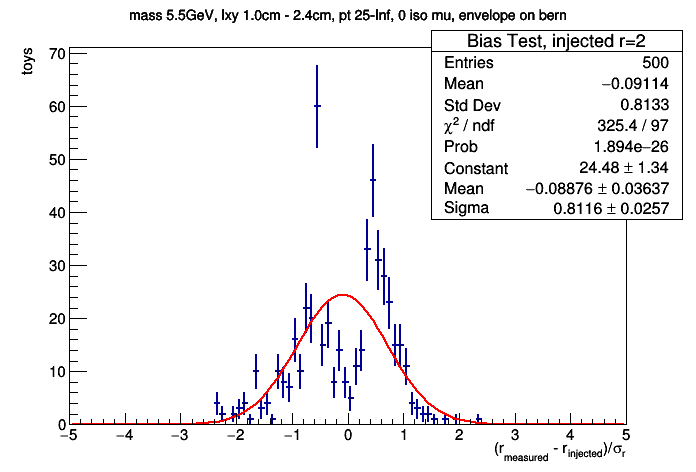 mass 5.5GeV, lxy 1.0cm - 2.4cm, pt 25-Inf, 0 iso mu, envelope on bern
Bias Test, injected r=2
Entries 500
Mean −0.09114
Std Dev 0.8133
χ² / ndf 325.4 / 97
Prob 1.894e−26
Constant 24.48 ± 1.34
Mean −0.08876 ± 0.03637
Sigma 0.8116 ± 0.0257
toys
70
60
50
40
30
20
10
0
−5 −4 −3 −2 −1 0 1 2 3 4 5
(r_measured - r_injected)/σ_r